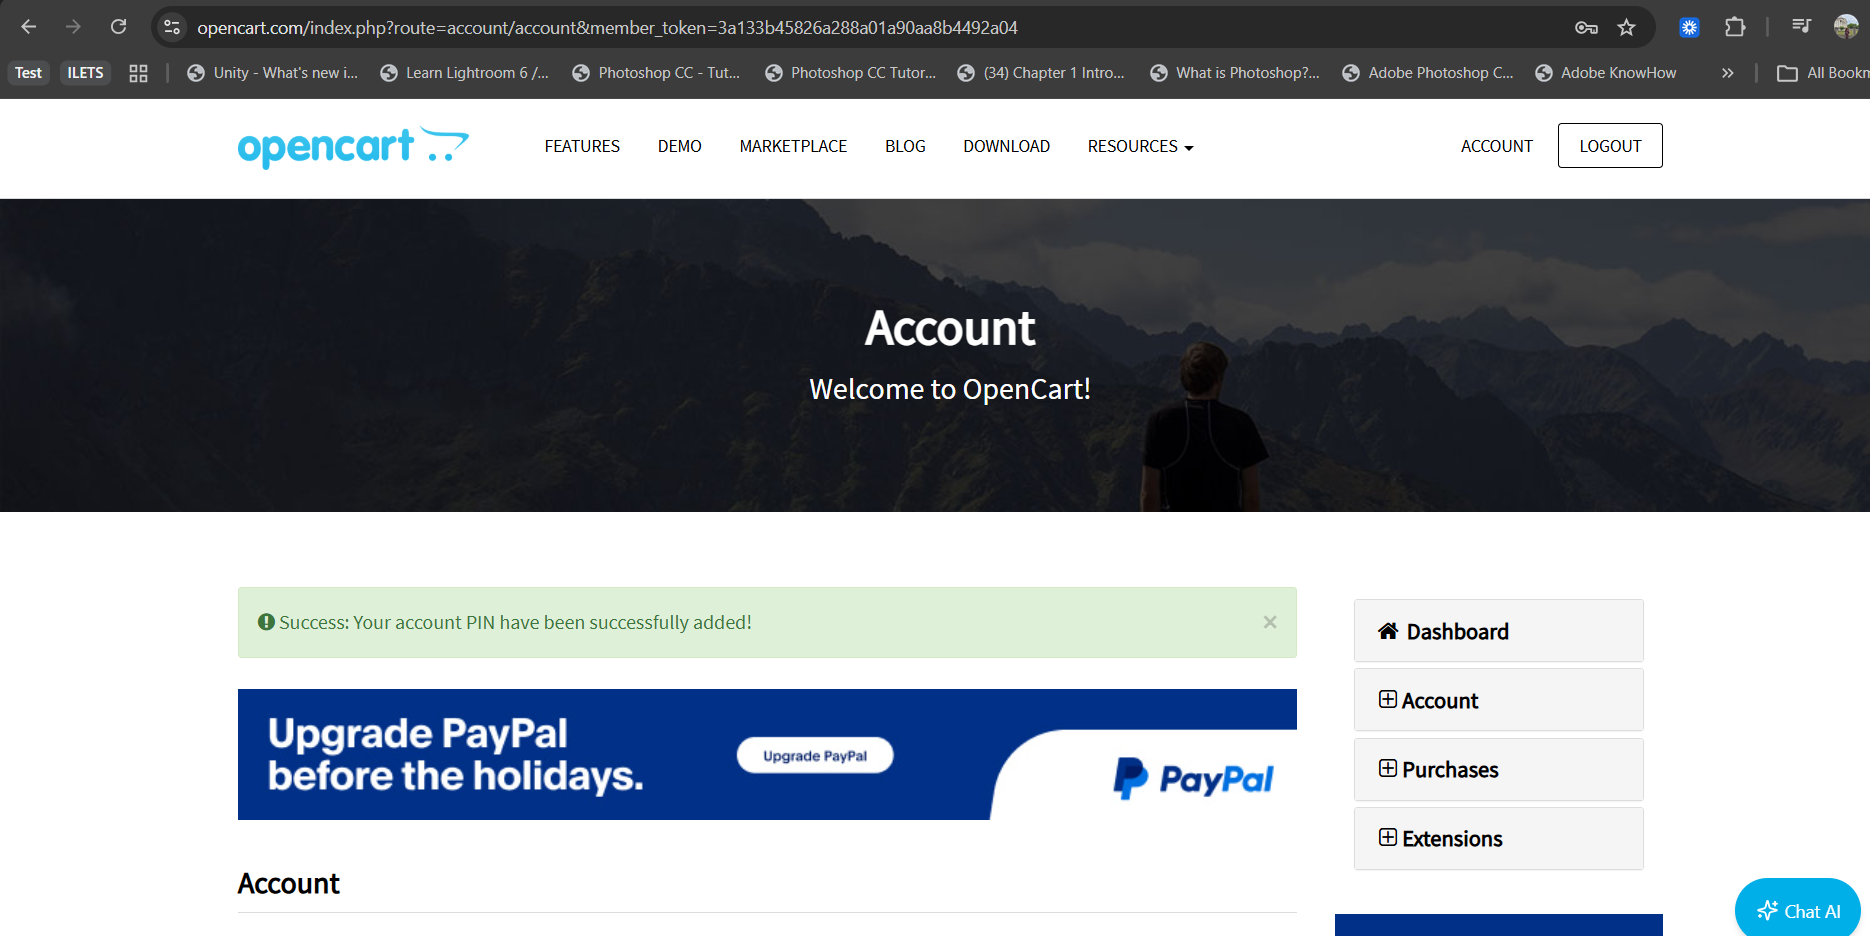 opencart.com/index.php?route=account/account&member_token=3a133b45826a288a01a90aa8b4492a04
Test ILETS Unity - What's new i... Learn Lightroom 6 /... Photoshop CC - Tut... Photoshop CC Tutor... (34) Chapter 1 Intro... What is Photoshop?... Adobe Photoshop C... Adobe KnowHow » All Bookm
opencart FEATURES DEMO MARKETPLACE BLOG DOWNLOAD RESOURCES ACCOUNT LOGOUT
Account
Welcome to OpenCart!
Success: Your account PIN have been successfully added! ×
Upgrade PayPal
before the holidays.
Upgrade PayPal
PayPal
Account
Dashboard
Account
Purchases
Extensions
Chat AI